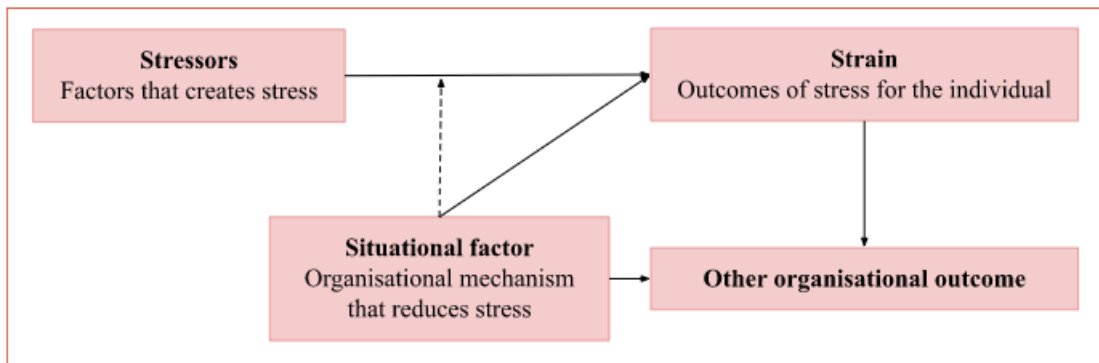 Stressors
Factors that creates stress
Strain
Outcomes of stress for the individual
Situational factor
Organisational mechanism
that reduces stress
Other organisational outcome